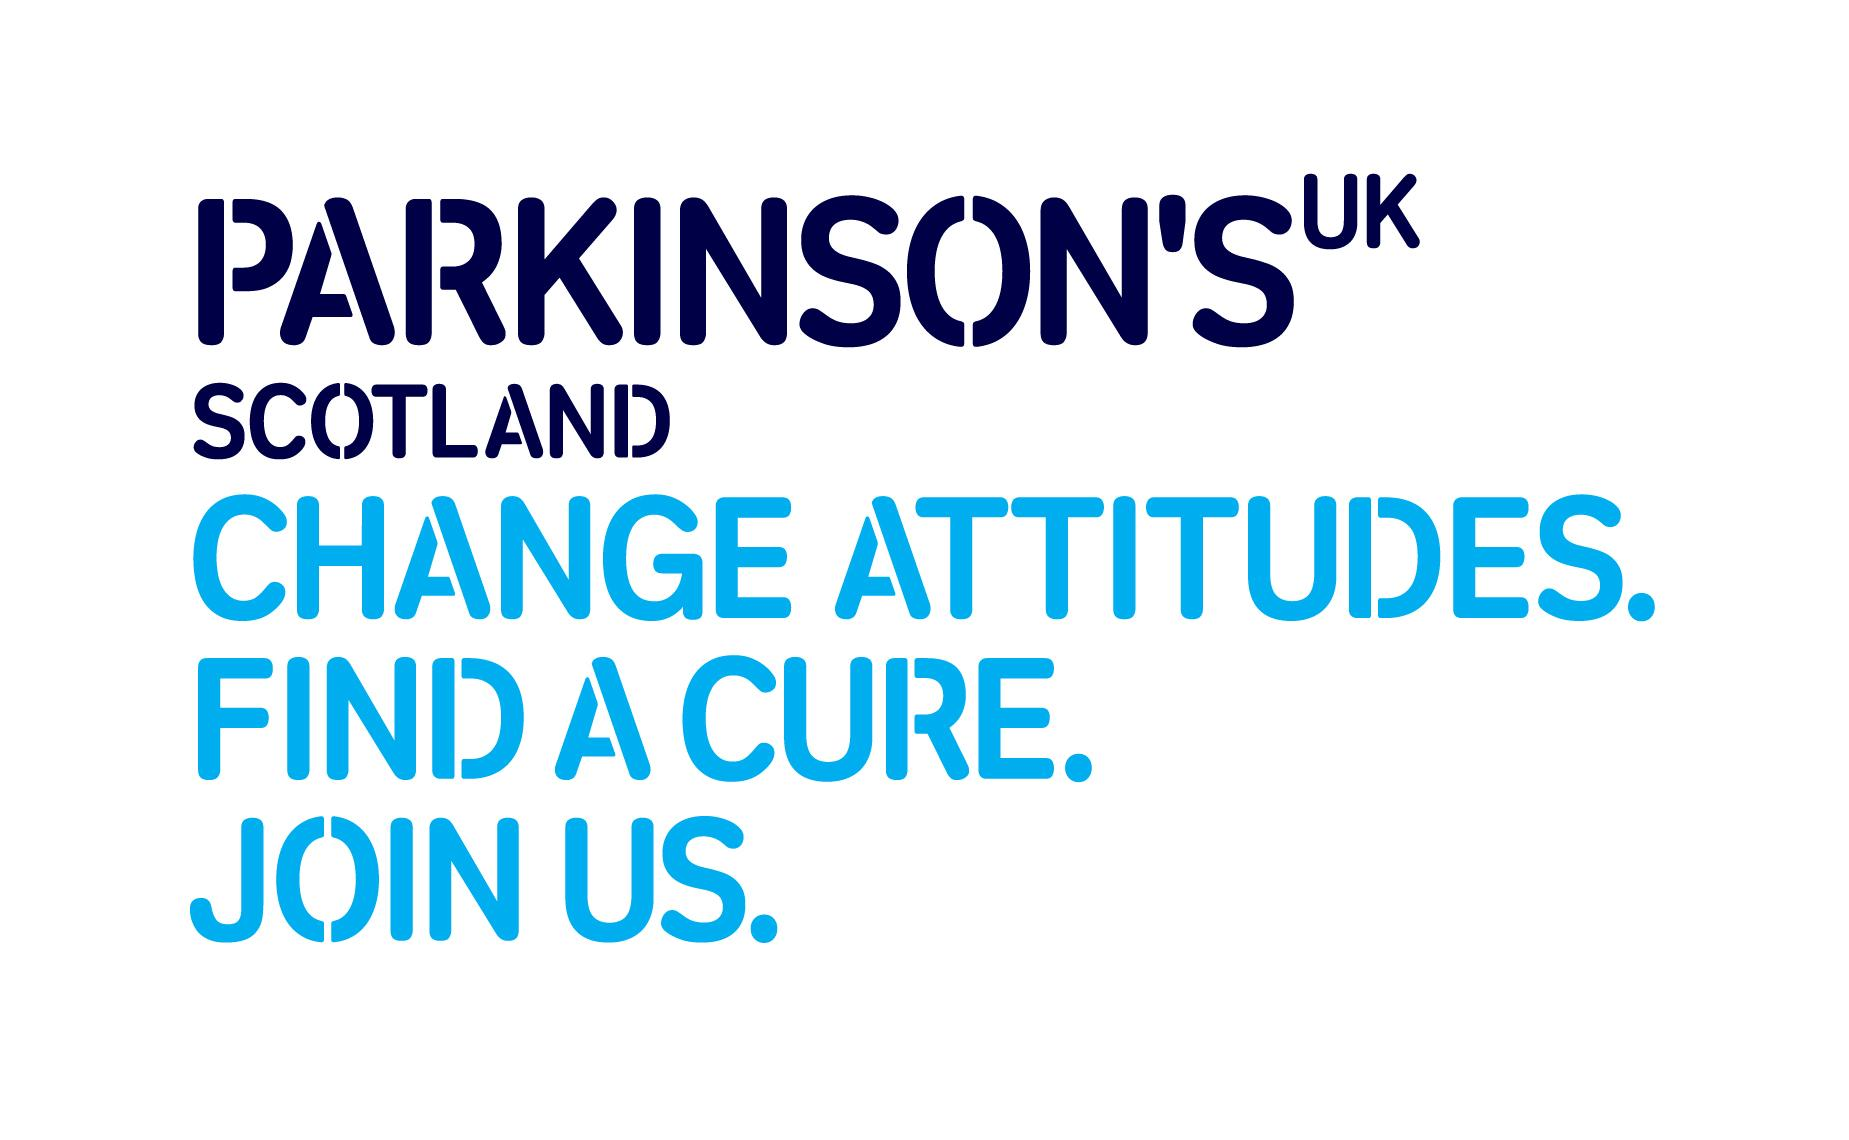 PARKINSON'S UK
SCOTLAND
CHANGE ATTITUDES.
FIND A CURE.
JOIN US.